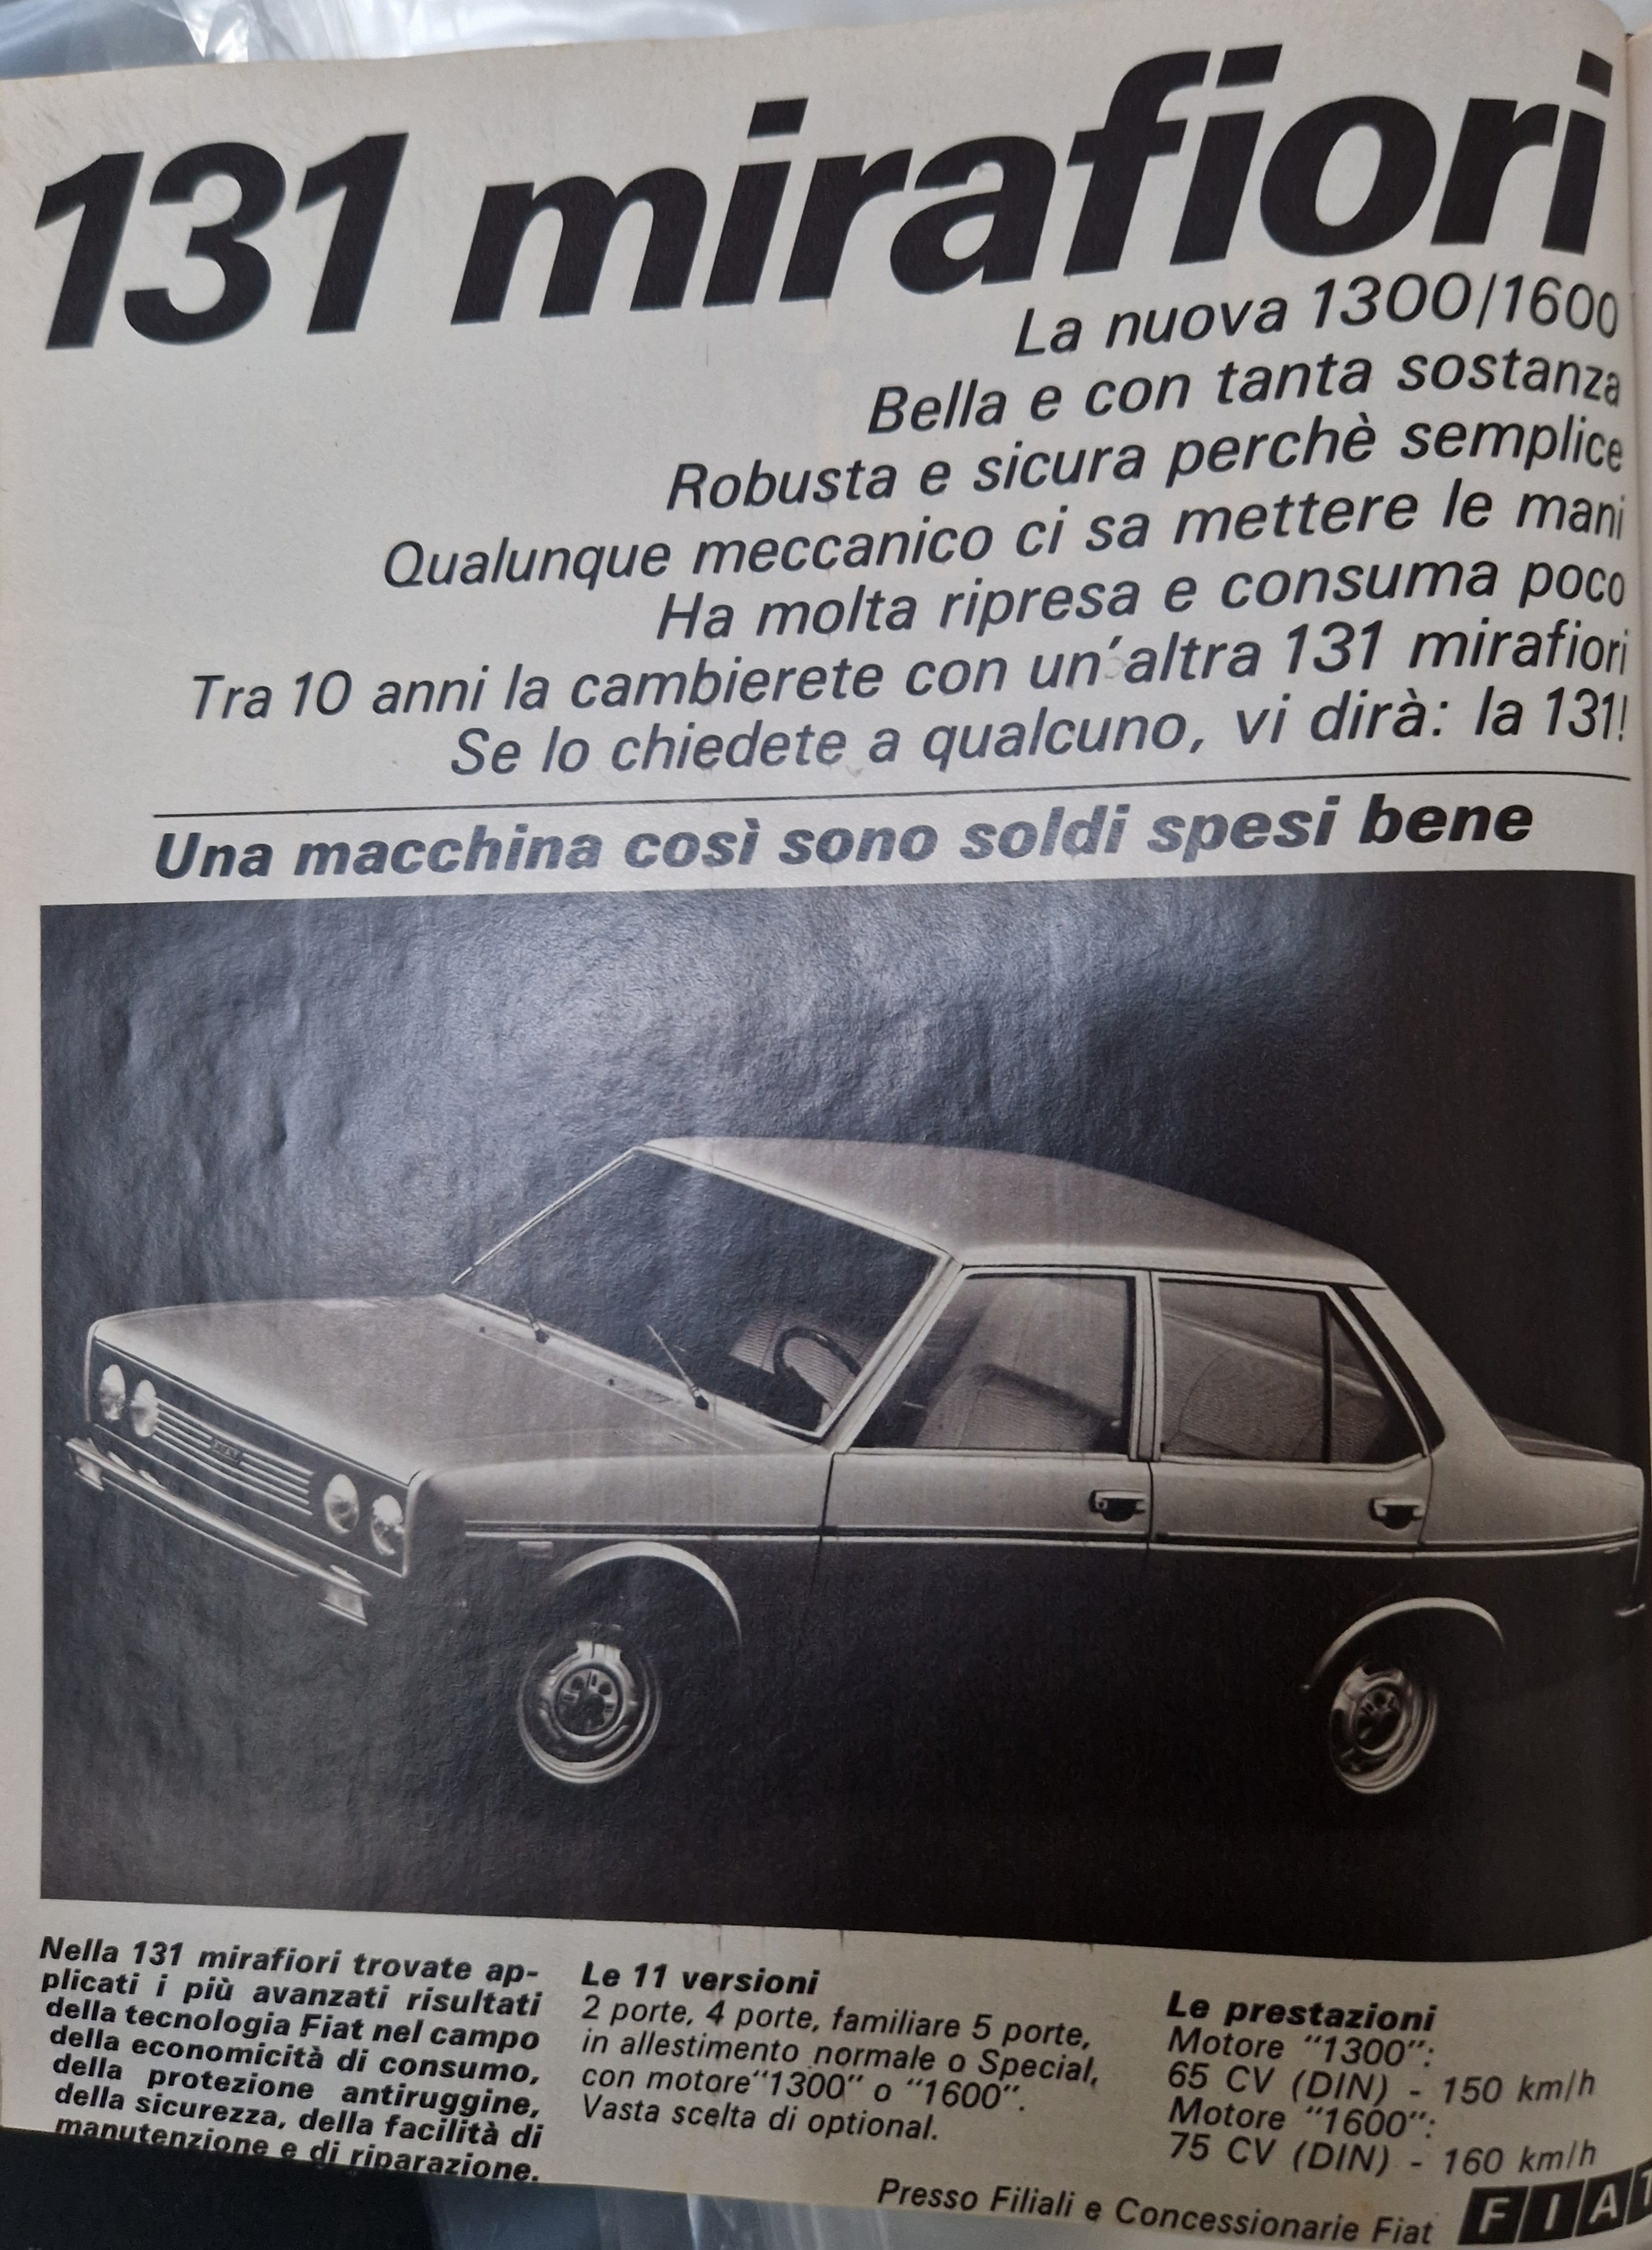 131 mirafiori
La nuova 1300/1600
Bella e con tanta sostanza
Robusta e sicura perchè semplice
Qualunque meccanico ci sa mettere le mani
Ha molta ripresa e consuma poco
Tra 10 anni la cambierete con un'altra 131 mirafiori
Se lo chiedete a qualcuno, vi dirà: la 131!
Una macchina così sono soldi spesi bene
FIAT
Nella 131 mirafiori trovate ap-
plicati i più avanzati risultati
della tecnologia Fiat nel campo
della economicità di consumo,
della protezione antiruggine,
della sicurezza, della facilità di
manutenzione e di riparazione.
Le 11 versioni
2 porte, 4 porte, familiare 5 porte,
in allestimento normale o Special,
con motore "1300" o "1600".
Vasta scelta di optional.
Le prestazioni
Motore "1300":
65 CV (DIN) - 150 km/h
Motore "1600":
75 CV (DIN) - 160 km/h
Presso Filiali e Concessionarie Fiat
FIAT